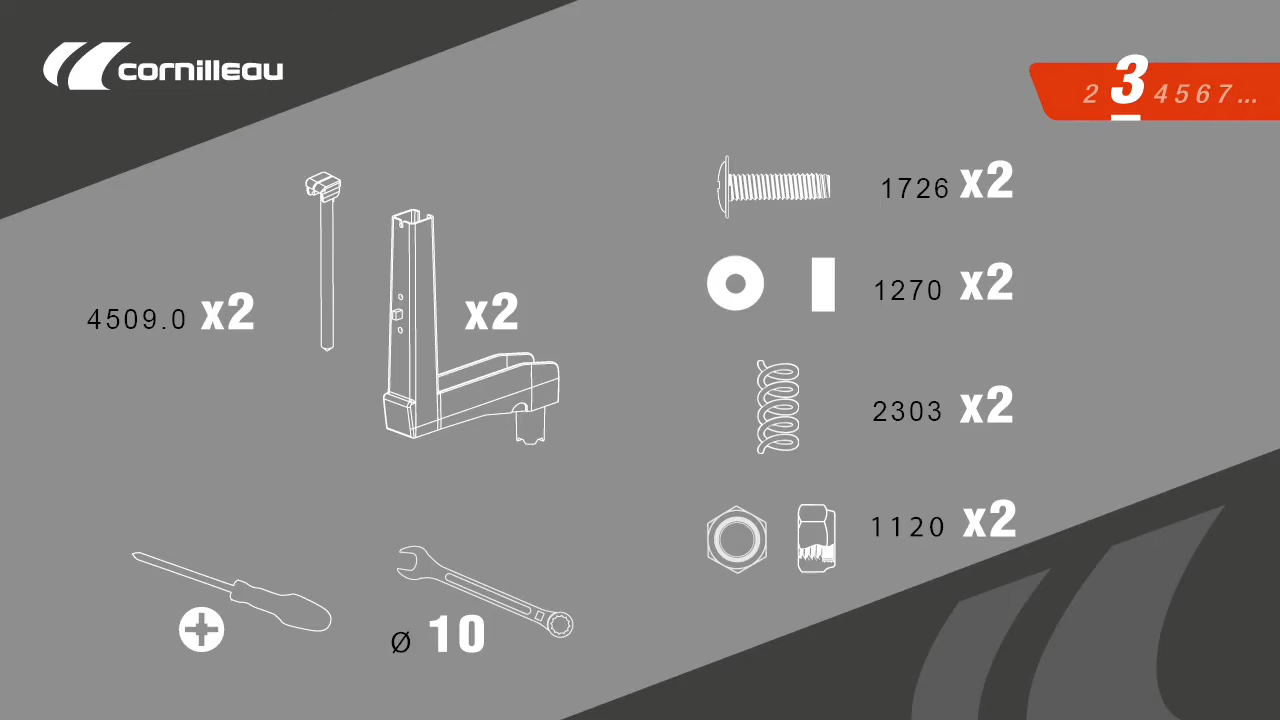 cornilleau
2 3 4 5 6 7 ...
4509.0 x2
x2
1726 x2
1270 x2
2303 x2
1120 x2
Ø 10